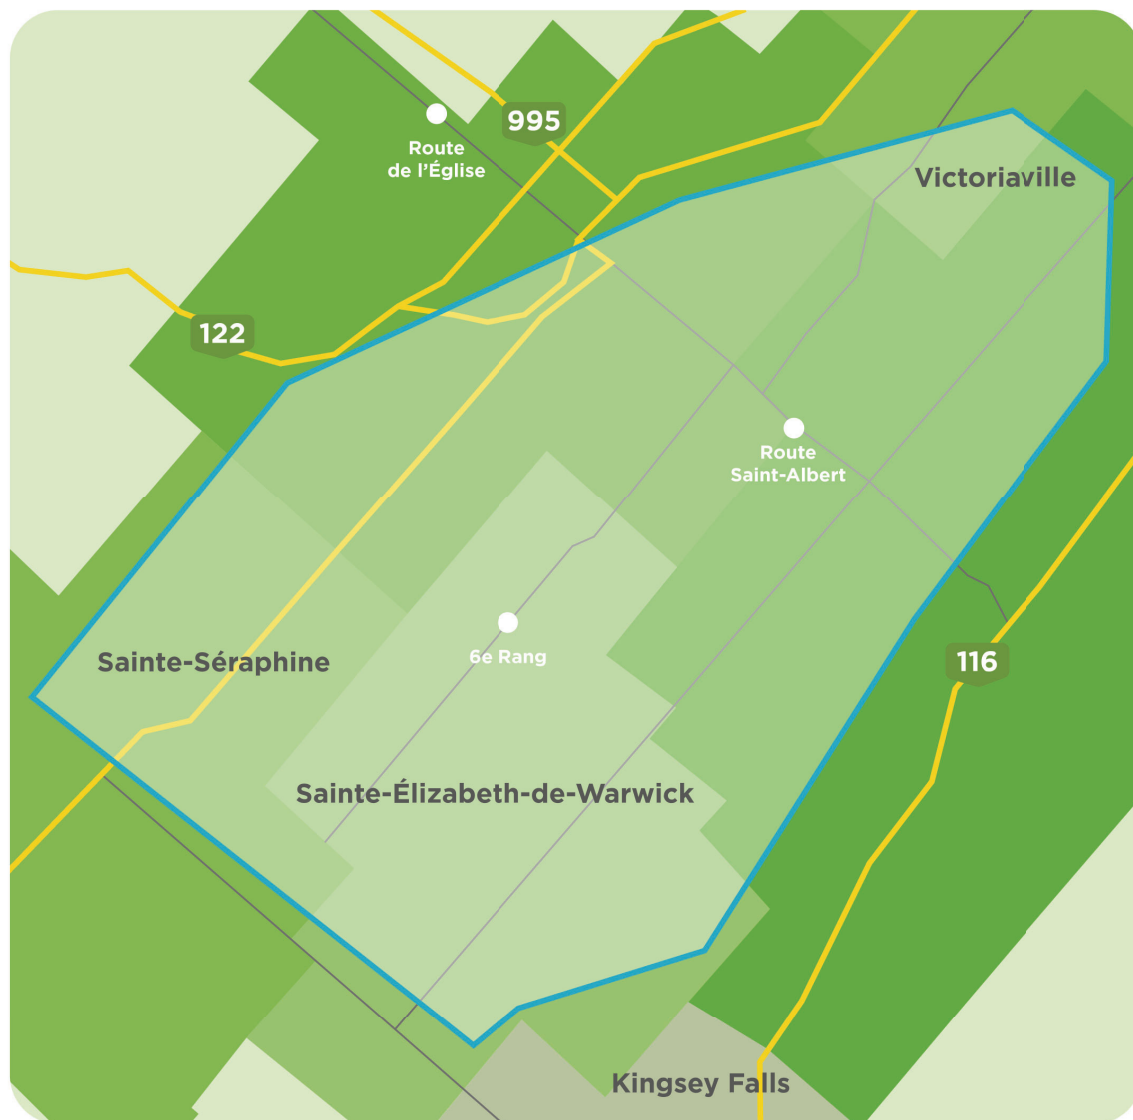 995
Route
de l'Église
Victoriaville
122
Route
Saint-Albert
6e Rang
Sainte-Séraphine
116
Sainte-Élizabeth-de-Warwick
Kingsey Falls